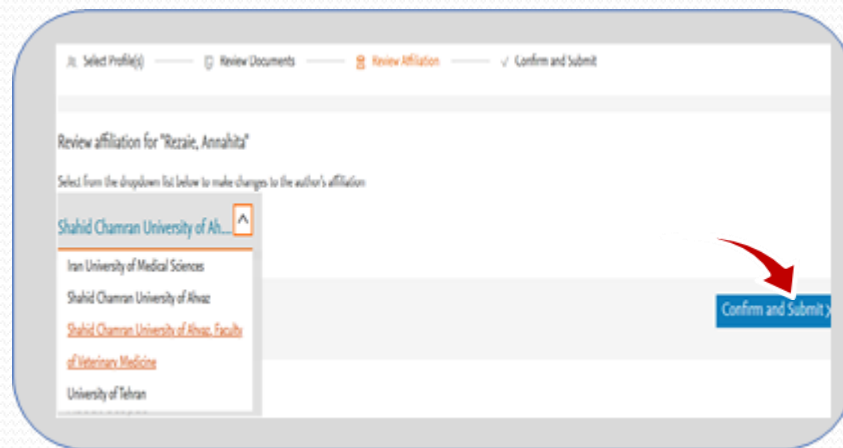 Select Profile(s) Review Documents Review Affiliation Confirm and Submit
Review affiliation for "Rezaie, Annahita"
Select from the dropdown list below to make changes to the author's affiliation
Shahid Chamran University of Ah...
Iran University of Medical Sciences
Shahid Chamran University of Ahvaz
Shahid Chamran University of Ahvaz, Faculty
of Veterinary Medicine
University of Tehran
Confirm and Submit